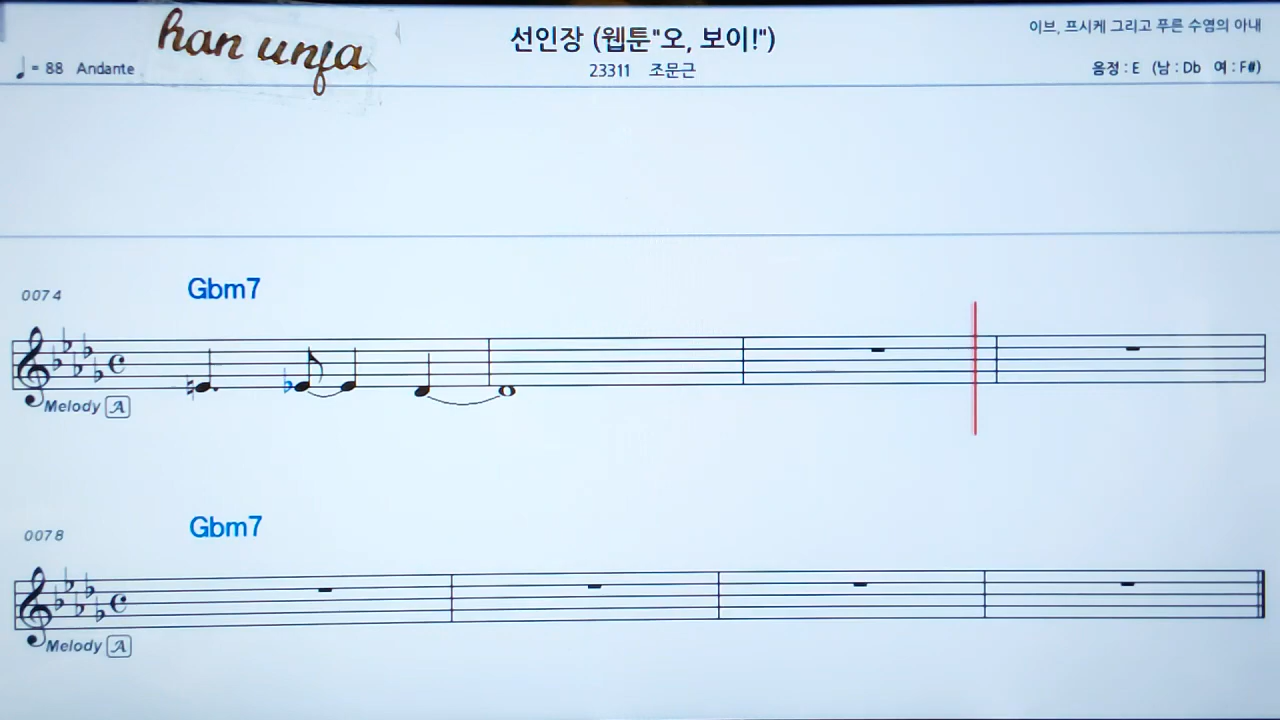 han unfa
선인장 (웹툰"오, 보이!")
이브, 프시케 그리고 푸른 수염의 아내
♩= 88 Andante
23311 조문근
음정 : E (남 : Db 여 : F#)
0074
Gbm7
Melody A
0078
Gbm7
Melody A